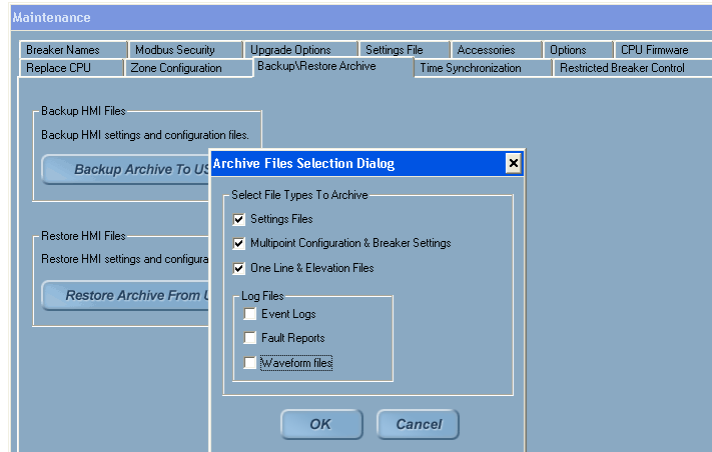 Maintenance
Breaker Names Modbus Security Upgrade Options Settings File Accessories Options CPU Firmware
Replace CPU Zone Configuration Backup\Restore Archive Time Synchronization Restricted Breaker Control
Backup HMI Files
Backup HMI settings and configuration files.
Backup Archive To US
Restore HMI Files
Restore HMI settings and configura
Restore Archive From U
Archive Files Selection Dialog
Select File Types To Archive
Settings Files
Multipoint Configuration & Breaker Settings
One Line & Elevation Files
Log Files
Event Logs
Fault Reports
Waveform files
OK Cancel